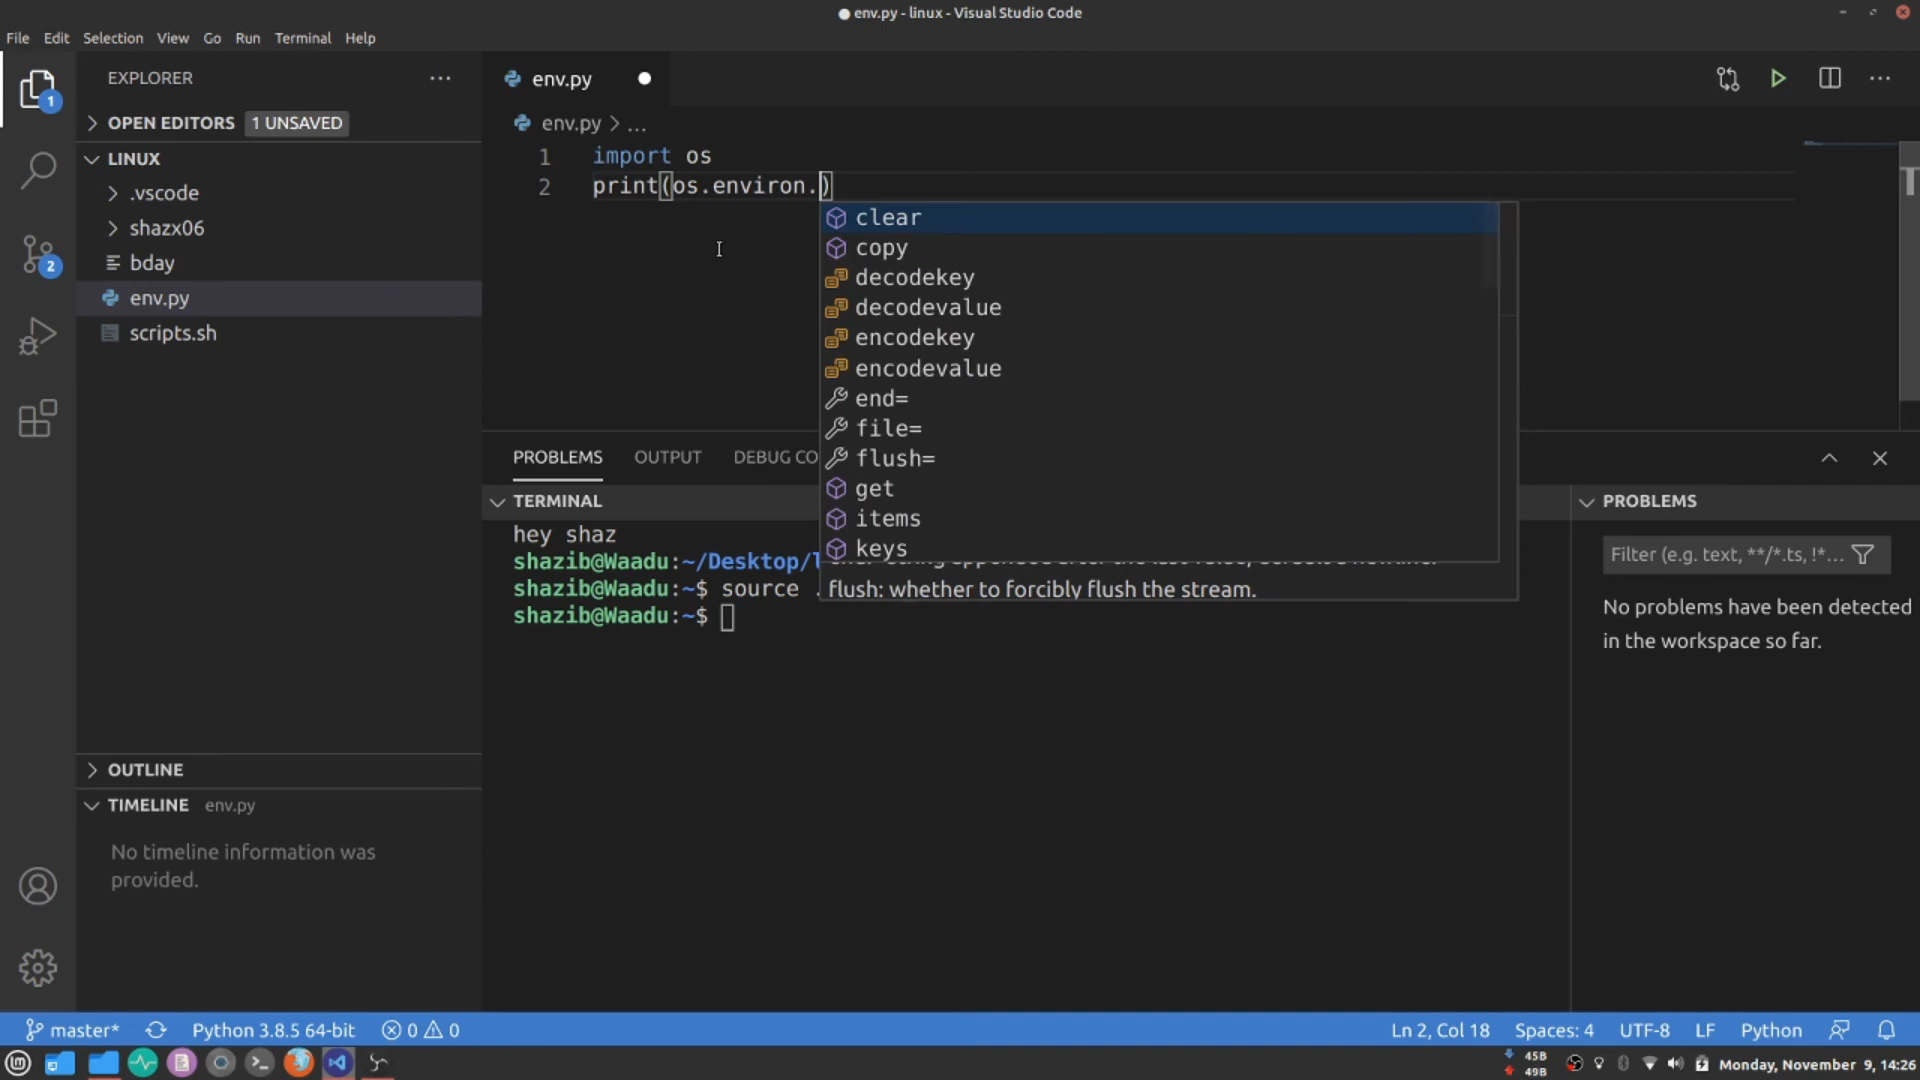 env.py - linux - Visual Studio Code
File Edit Selection View Go Run Terminal Help
EXPLORER
OPEN EDITORS 1 UNSAVED
LINUX
.vscode
shazx06
bday
env.py
scripts.sh
OUTLINE
TIMELINE env.py
No timeline information was
provided.
1
2
env.py
env.py > ...
1 import os
2 print(os.environ.)
clear
copy
decodekey
decodevalue
encodekey
encodevalue
end=
file=
flush=
get
items
keys
flush: whether to forcibly flush the stream.
PROBLEMS OUTPUT DEBUG CO
TERMINAL
hey shaz
shazib@Waadu:~/Desktop/l
shazib@Waadu:~$ source .
shazib@Waadu:~$
PROBLEMS
Filter (e.g. text, **/*.ts, !*...
No problems have been detected
in the workspace so far.
master* Python 3.8.5 64-bit 0 0 Ln 2, Col 18 Spaces: 4 UTF-8 LF Python
45B
49B
Monday, November 9, 14:26